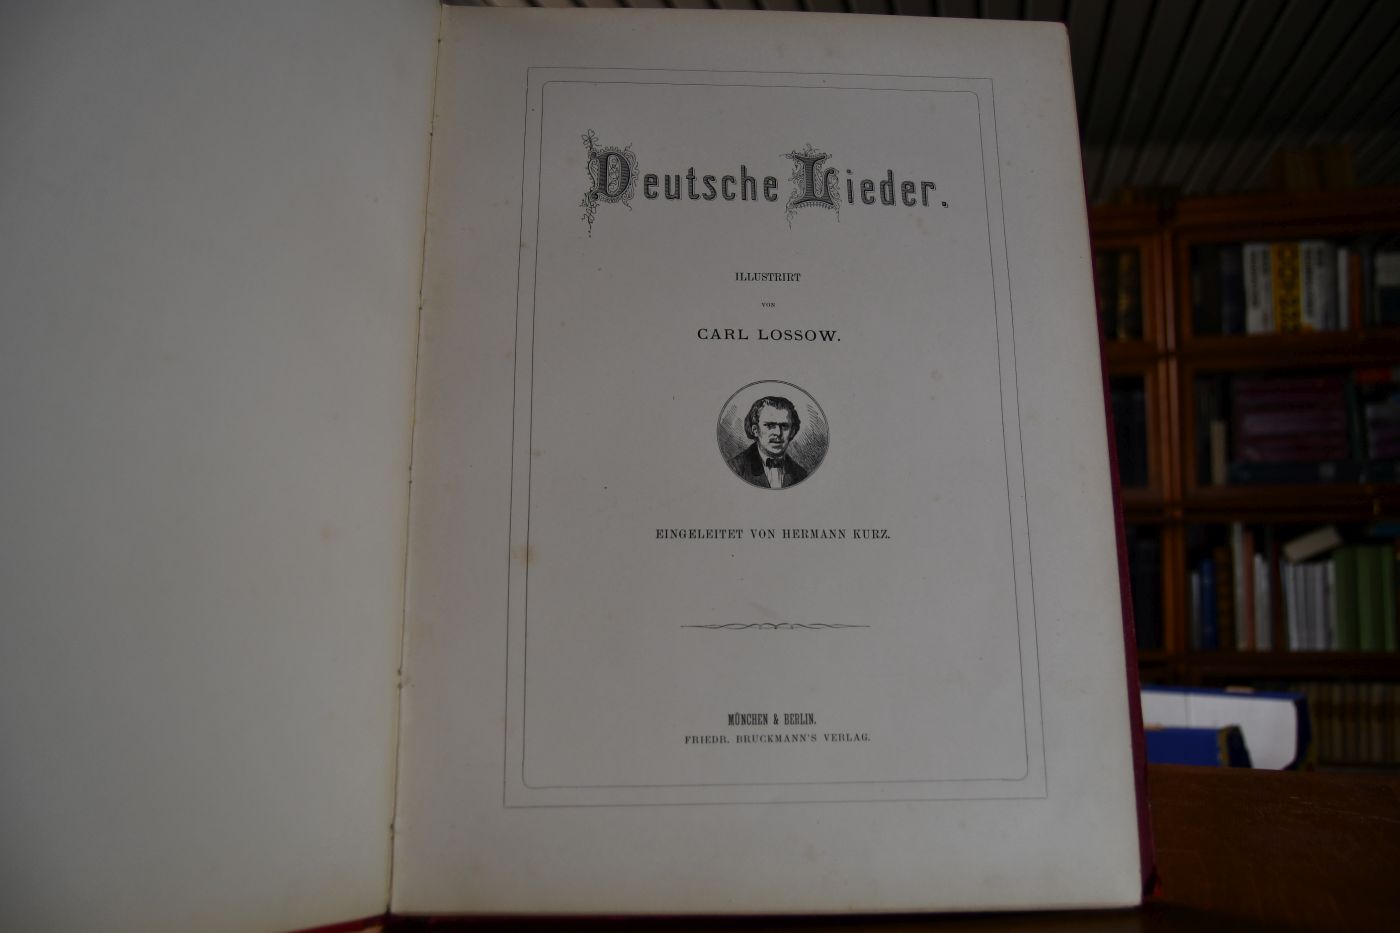 Deutsche Lieder.
ILLUSTRIRT
VON
CARL LOSSOW.
EINGELEITET VON HERMANN KURZ.
MÜNCHEN & BERLIN.
FRIEDR. BRUCKMANN'S VERLAG.